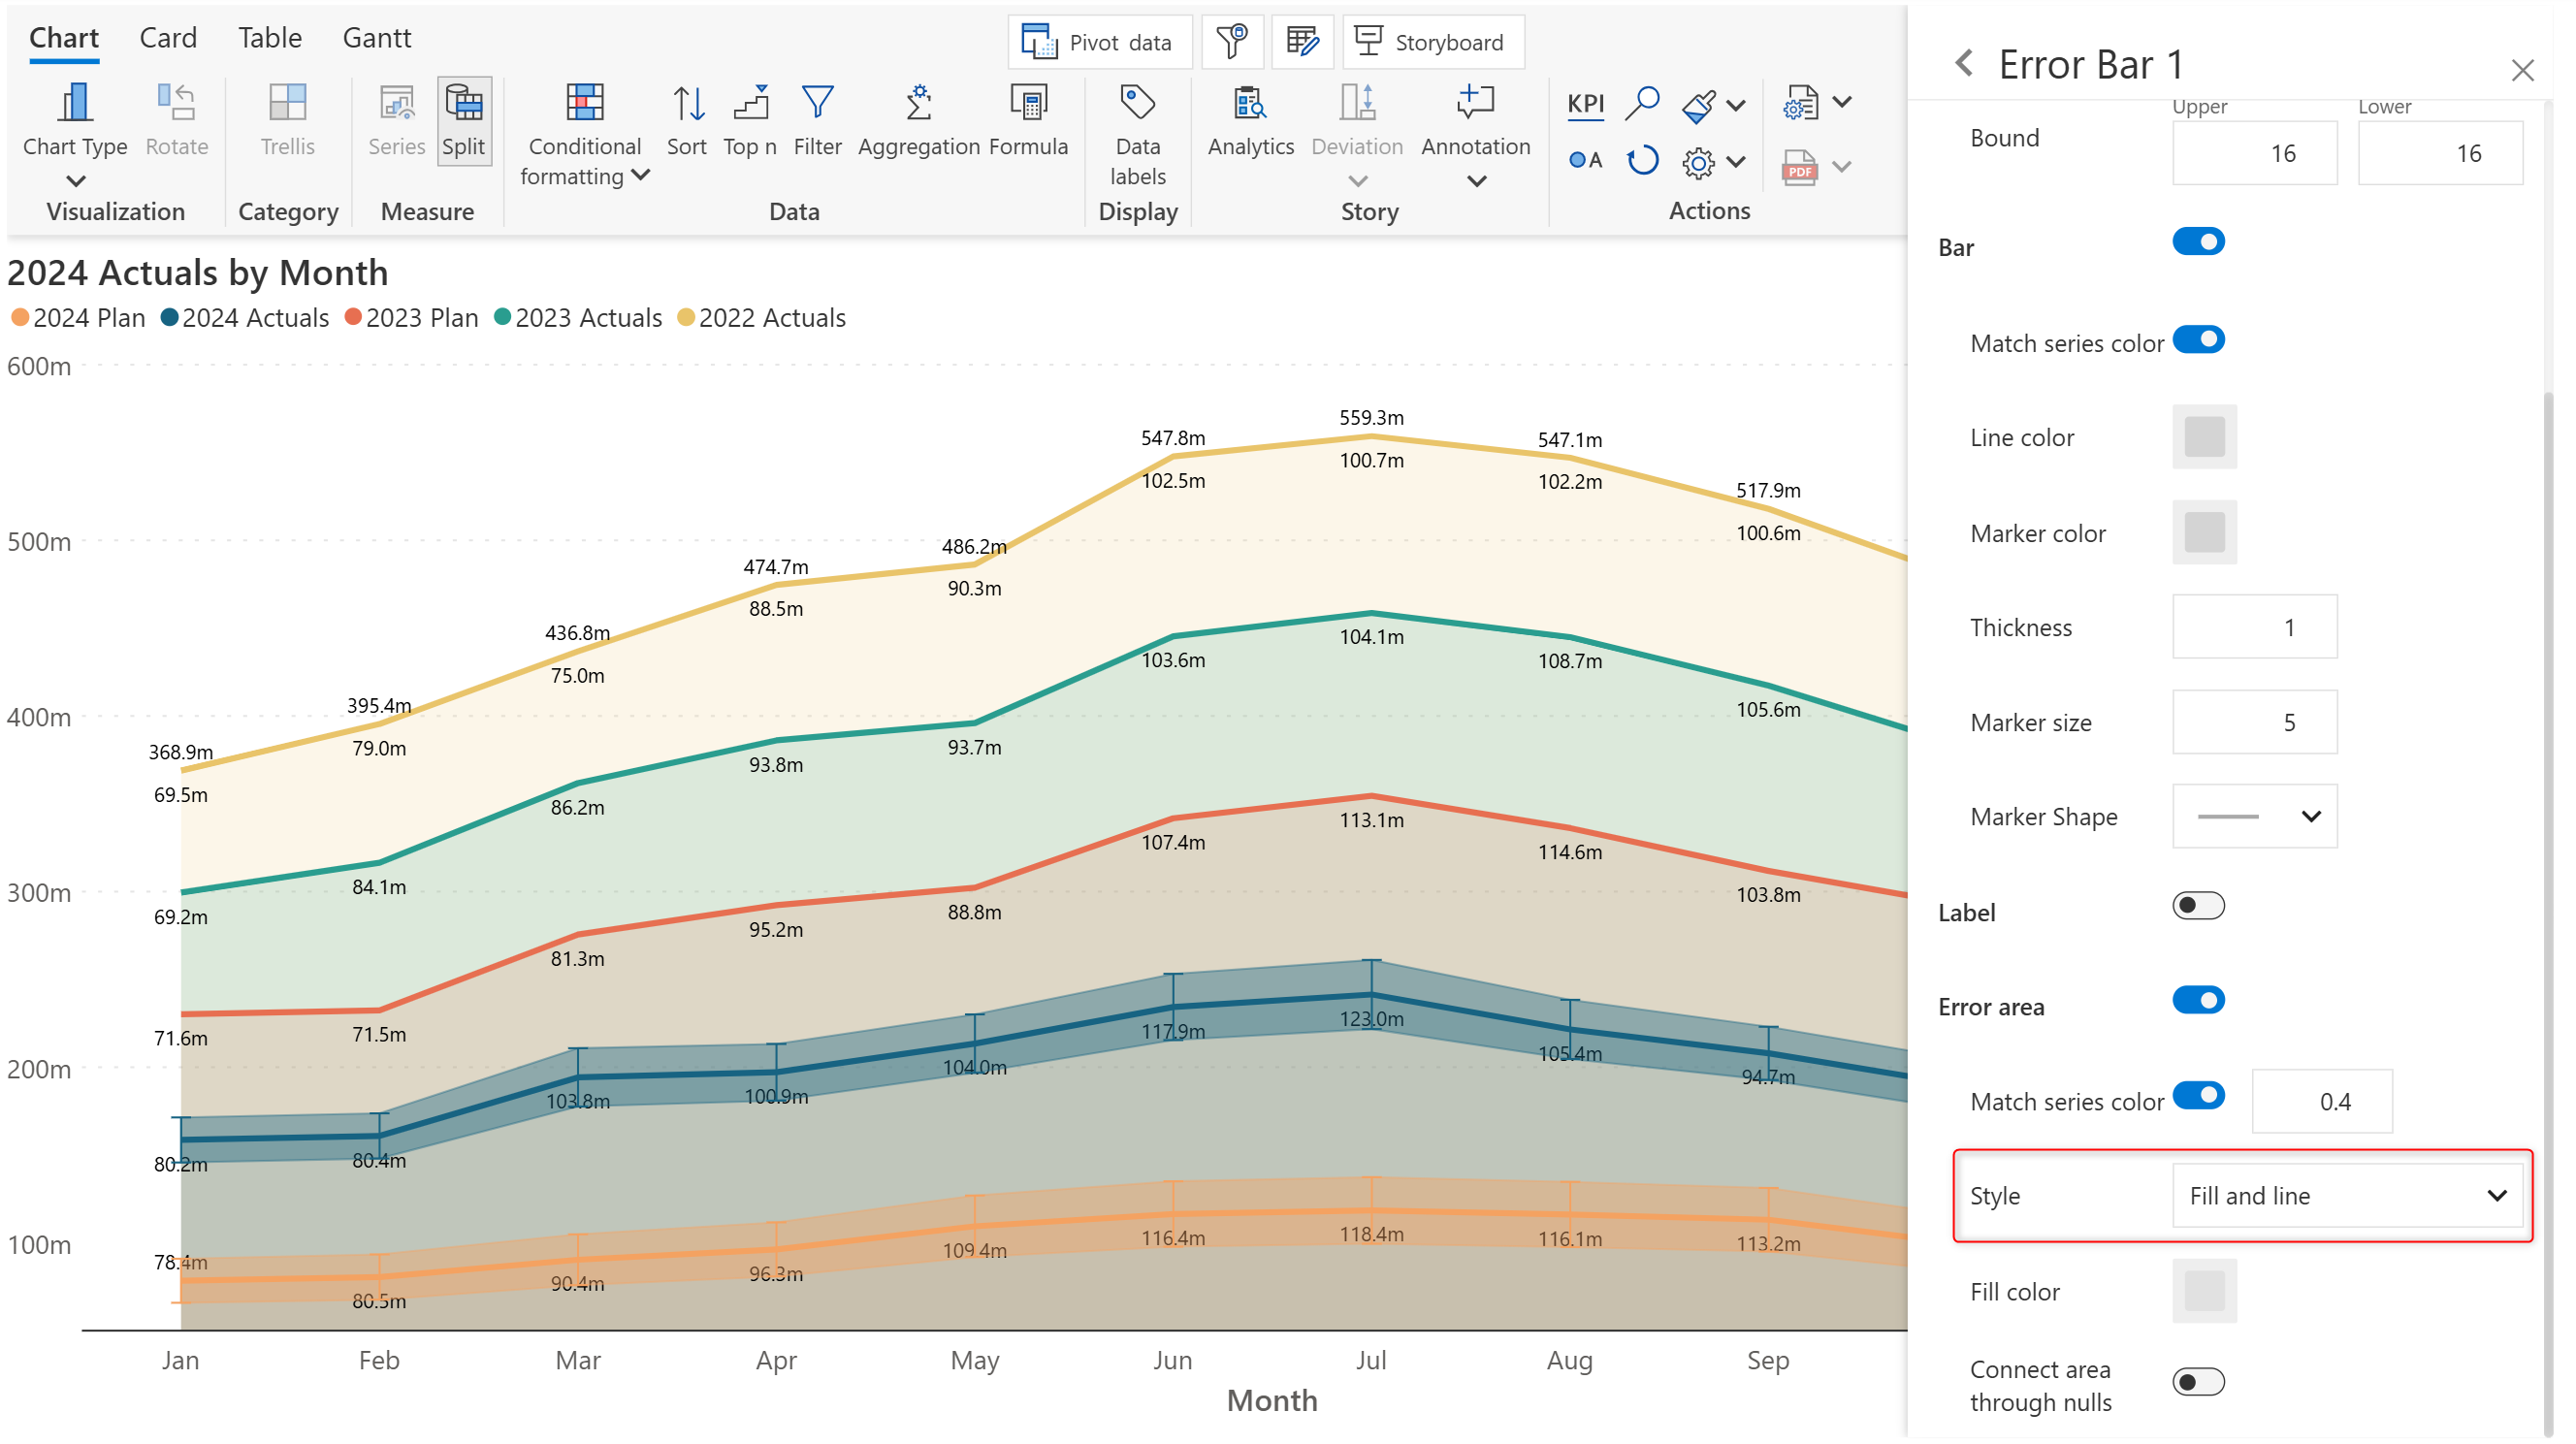 Chart Card Table Gantt
Pivot data Storyboard
Chart Type Rotate Trellis Series Split Conditional formatting Sort Top n Filter Aggregation Formula Data labels Analytics Deviation Annotation KPI A PDF
Visualization Category Measure Data Display Story Actions
2024 Actuals by Month
2024 Plan 2024 Actuals 2023 Plan 2023 Actuals 2022 Actuals
600m
500m
400m
300m
200m
100m
368.9m 395.4m 436.8m 474.7m 486.2m 547.8m 559.3m 547.1m 517.9m
69.5m 79.0m 75.0m 88.5m 90.3m 102.5m 100.7m 102.2m 100.6m
69.2m 84.1m 86.2m 93.8m 93.7m 103.6m 104.1m 108.7m 105.6m
71.6m 71.5m 81.3m 95.2m 88.8m 107.4m 113.1m 114.6m 103.8m
80.2m 80.4m 103.8m 100.9m 104.0m 117.9m 123.0m 105.4m 94.7m
78.4m 80.5m 90.4m 96.3m 109.4m 116.4m 118.4m 116.1m 113.2m
Jan Feb Mar Apr May Jun Jul Aug Sep
Month
Error Bar 1
Upper Lower
Bound 16 16
Bar
Match series color
Line color
Marker color
Thickness 1
Marker size 5
Marker Shape
Label
Error area
Match series color 0.4
Style Fill and line
Fill color
Connect area
through nulls